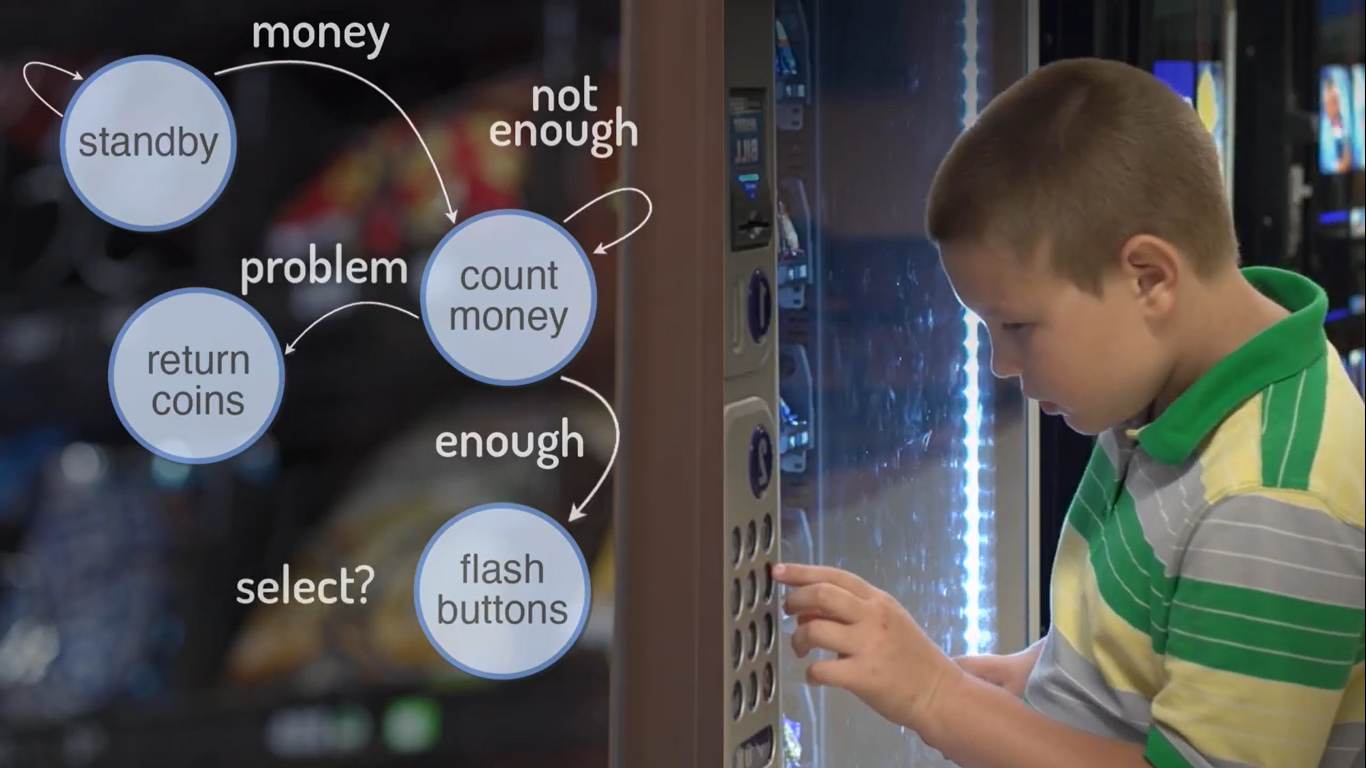 money
not
enough
standby
problem
count
money
return
coins
enough
select?
flash
buttons